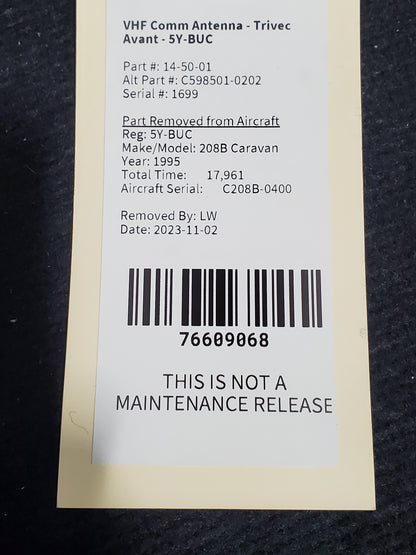 VHF Comm Antenna - Trivec
Avant - 5Y-BUC
Part #: 14-50-01
Alt Part #: C598501-0202
Serial #: 1699
Part Removed from Aircraft
Reg: 5Y-BUC
Make/Model: 208B Caravan
Year: 1995
Total Time: 17,961
Aircraft Serial: C208B-0400
Removed By: LW
Date: 2023-11-02
76609068
THIS IS NOT A
MAINTENANCE RELEASE